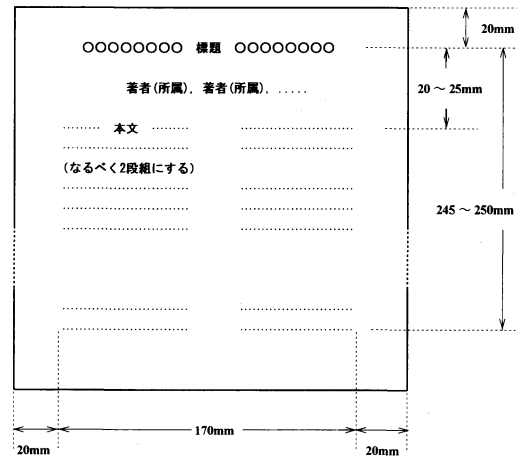 20mm
○○○○○○○○ 標題 ○○○○○○○○
20 ～ 25mm
著者(所属), 著者(所属), .....
........ 本文 ........
(なるべく2段組にする)
245 ～ 250mm
20mm
170mm
20mm